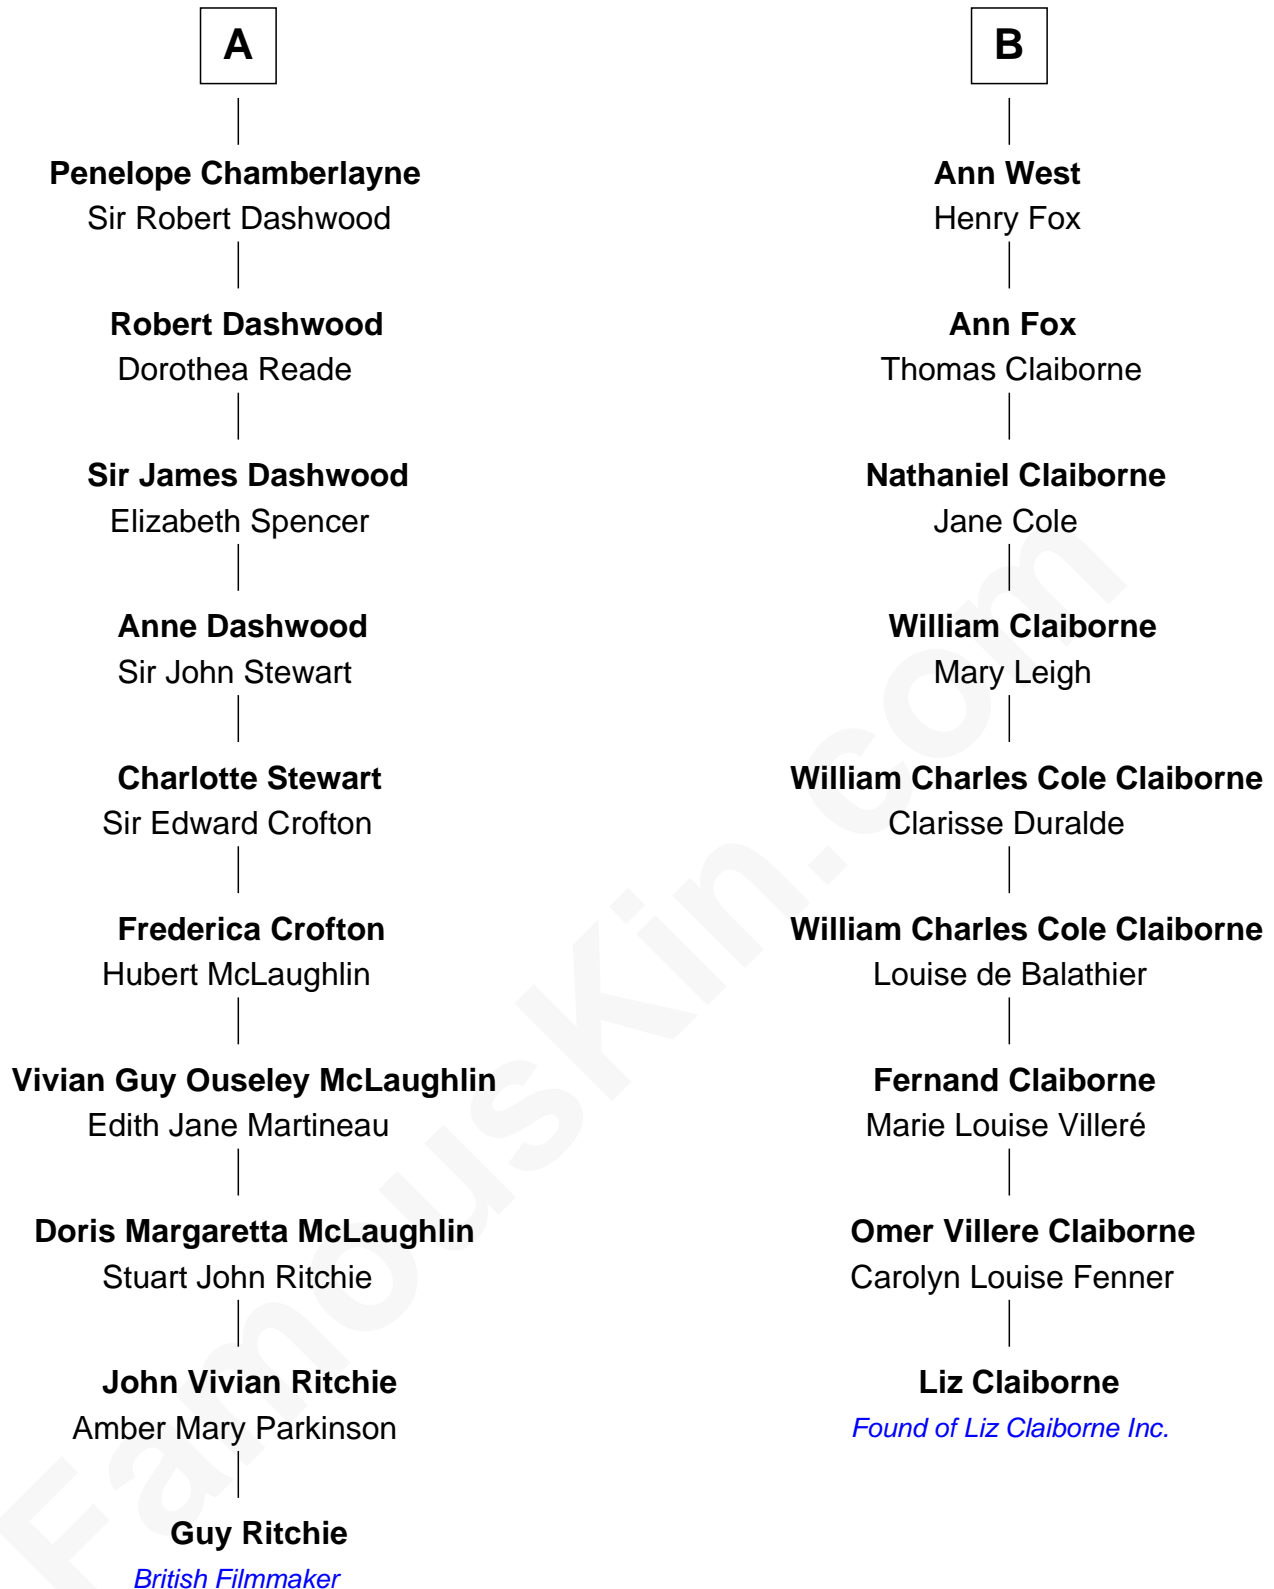 A
Penelope Chamberlayne
Sir Robert Dashwood
Robert Dashwood
Dorothea Reade
Sir James Dashwood
Elizabeth Spencer
Anne Dashwood
Sir John Stewart
Charlotte Stewart
Sir Edward Crofton
Frederica Crofton
Hubert McLaughlin
Vivian Guy Ouseley McLaughlin
Edith Jane Martineau
Doris Margaretta McLaughlin
Stuart John Ritchie
John Vivian Ritchie
Amber Mary Parkinson
Guy Ritchie
British Filmmaker
B
Ann West
Henry Fox
Ann Fox
Thomas Claiborne
Nathaniel Claiborne
Jane Cole
William Claiborne
Mary Leigh
William Charles Cole Claiborne
Clarisse Duralde
William Charles Cole Claiborne
Louise de Balathier
Fernand Claiborne
Marie Louise Villeré
Omer Villere Claiborne
Carolyn Louise Fenner
Liz Claiborne
Found of Liz Claiborne Inc.
FamousKin.com